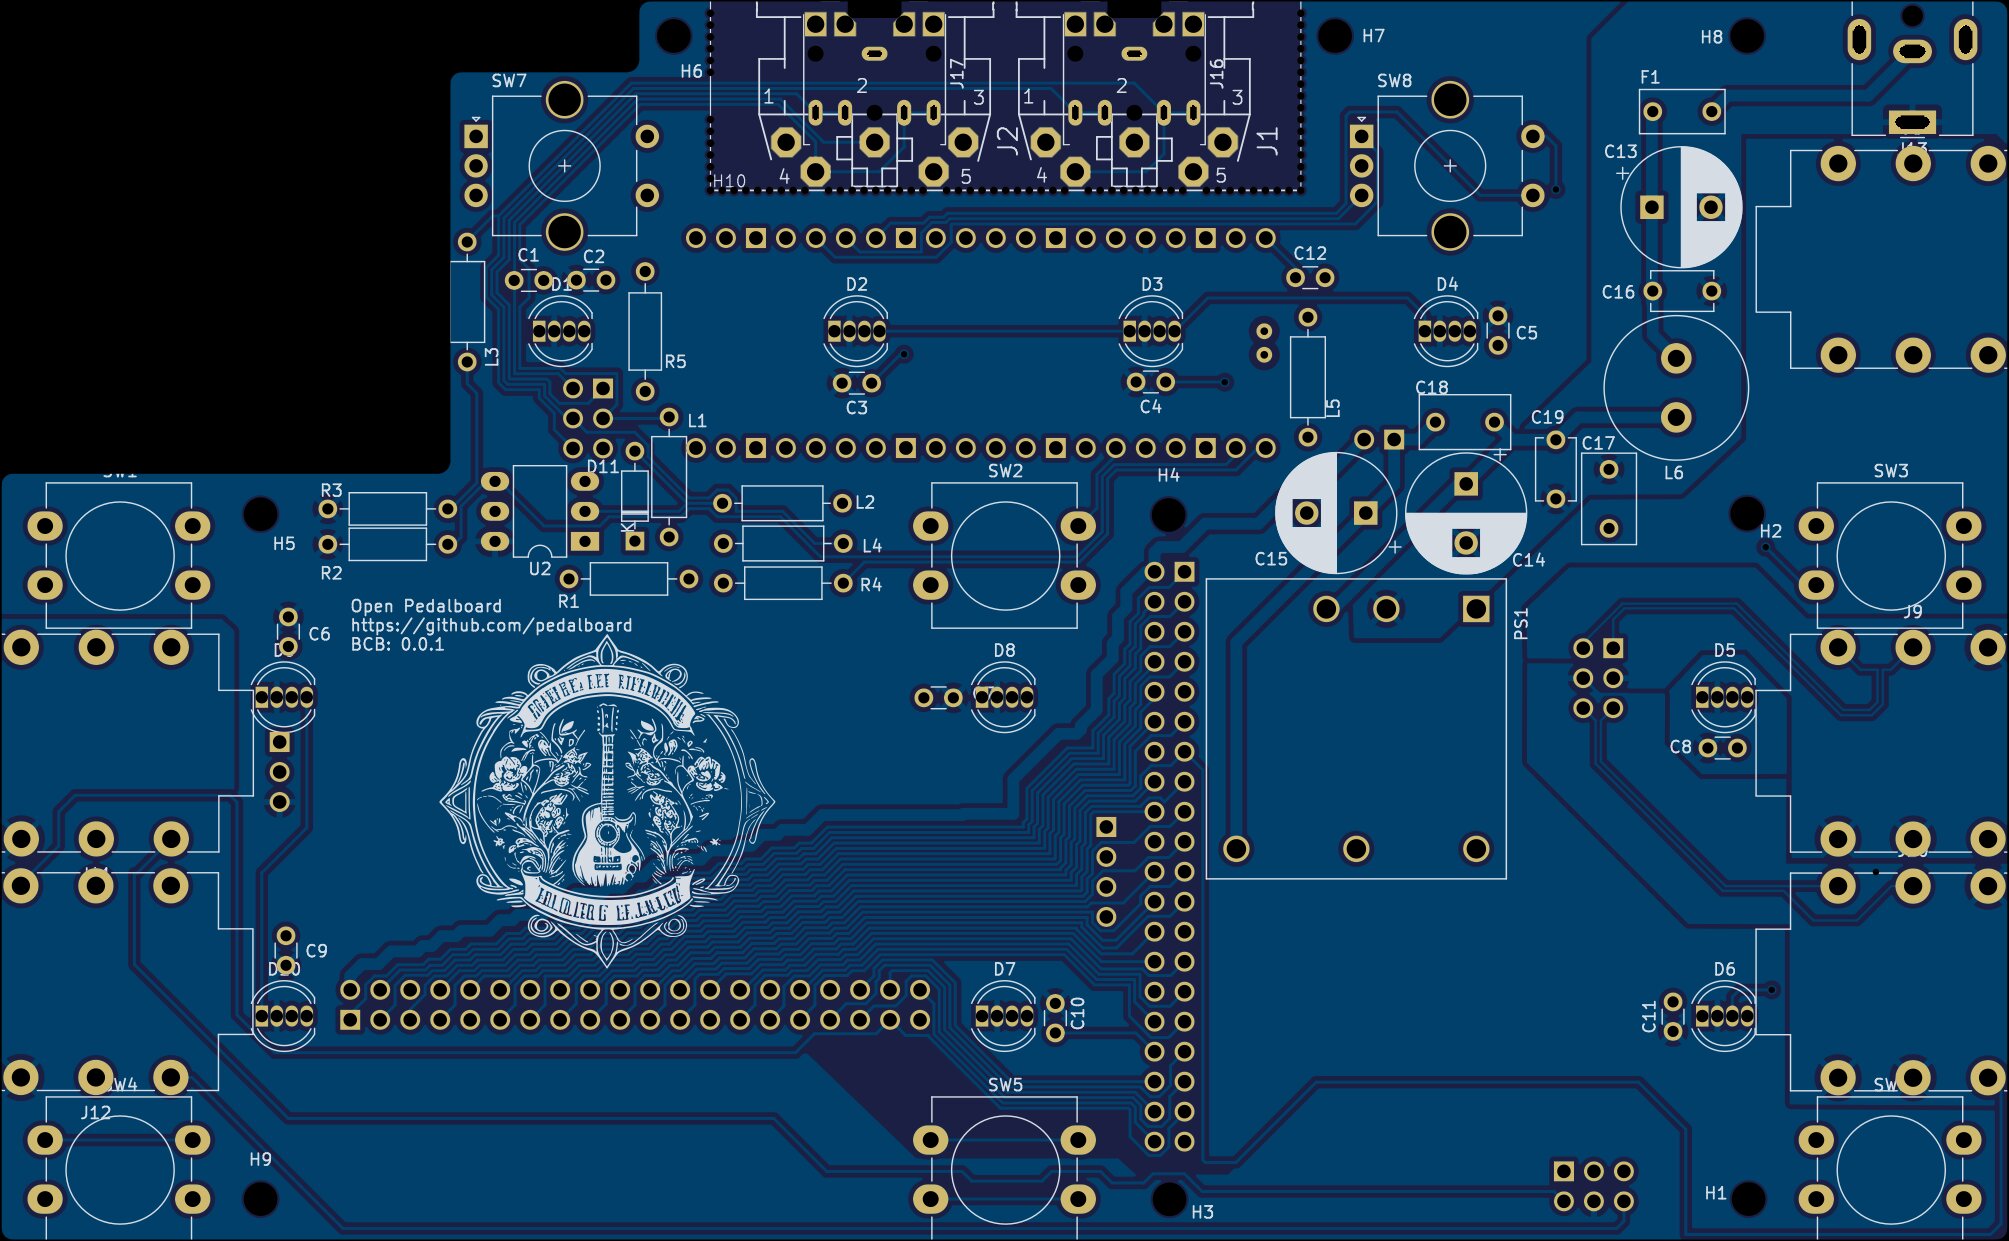 H7
H8
H6
SW7
J17
J16
SW8
F1
2
2
1
3
1
3
J2
J1
C13
+
H10
4
5
4
5
C1
C2
C12
D1
D2
D3
D4
C16
C5
L3
R5
C3
C4
C18
L5
C19
L1
C17
+
SW2
H4
L6
SW3
D11
R3
L2
H5
K
L4
H2
+
C15
C14
R2
U2
R4
R1
Open Pedalboard
https://github.com/pedalboard
BCB: 0.0.1
C6
PS1
J9
D8
D5
C8
C9
D7
D6
C10
C11
SW4
SW5
SW
J12
H9
H1
H3